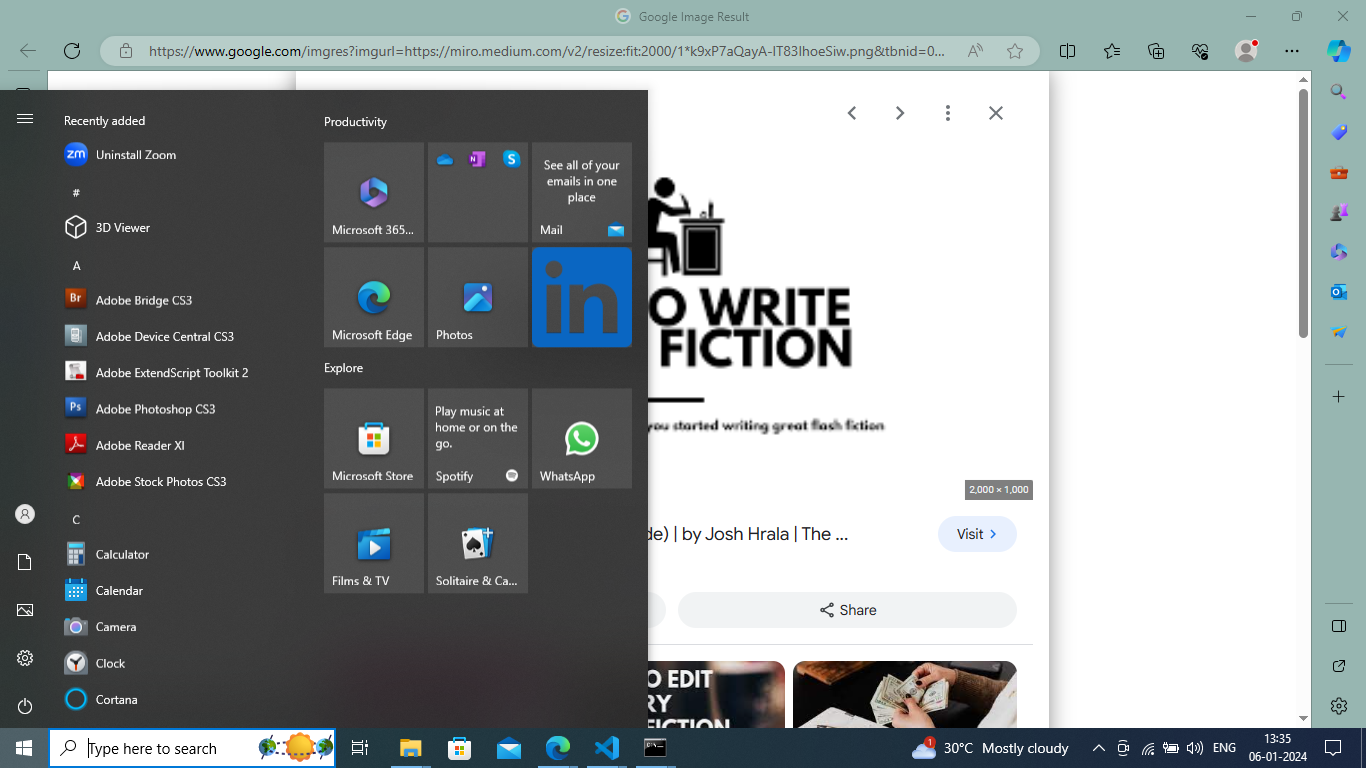 Google Image Result
https://www.google.com/imgres?imgurl=https://miro.medium.com/v2/resize:fit:2000/1*k9xP7aQayA-IT83IhoeSiw.png&tbnid=0...
Recently added
zm Uninstall Zoom
#
3D Viewer
A
Br Adobe Bridge CS3
Adobe Device Central CS3
Adobe ExtendScript Toolkit 2
Ps Adobe Photoshop CS3
Adobe Reader XI
Adobe Stock Photos CS3
C
Calculator
Calendar
Camera
Clock
Cortana
Productivity
Microsoft 365...
See all of your
emails in one
place
Mail
Microsoft Edge
Photos
in
Explore
Microsoft Store
Play music at
home or on the
go.
Spotify
WhatsApp
Films & TV
Solitaire & Ca...
O WRITE
FICTION
you started writing great flash fiction
2,000 × 1,000
de) | by Josh Hrala | The ...
Visit
Share
O EDIT
RY
FICTION
Type here to search
1
30°C Mostly cloudy
ENG
13:35
06-01-2024